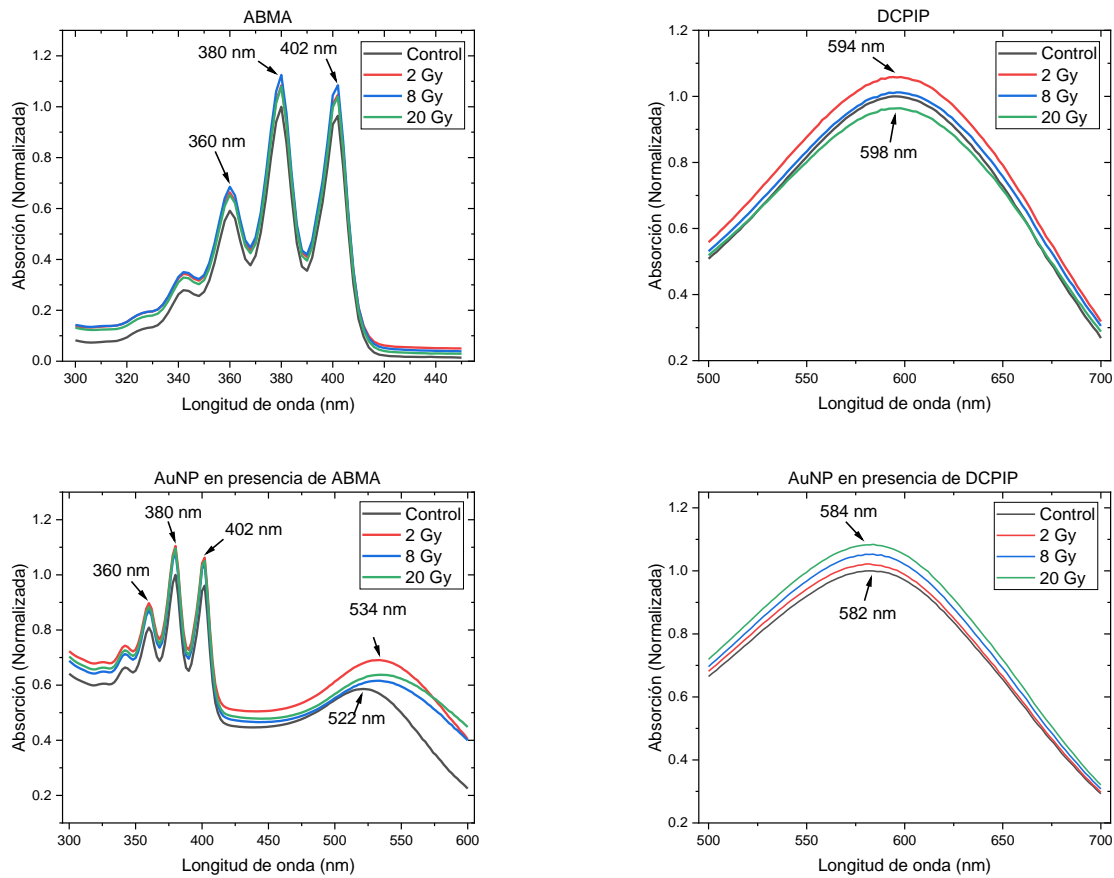 ABMA
Absorción (Normalizada)
1.2
1.0
0.8
0.6
0.4
0.2
0.0
380 nm
402 nm
360 nm
Control
2 Gy
8 Gy
20 Gy
300 320 340 360 380 400 420 440
Longitud de onda (nm)
DCPIP
Absorción (Normalizada)
1.2
1.0
0.8
0.6
0.4
0.2
594 nm
598 nm
Control
2 Gy
8 Gy
20 Gy
500 550 600 650 700
Longitud de onda (nm)
AuNP en presencia de ABMA
Absorción (Normalizada)
1.2
1.0
0.8
0.6
0.4
0.2
380 nm
402 nm
360 nm
534 nm
522 nm
Control
2 Gy
8 Gy
20 Gy
300 350 400 450 500 550 600
Longitud de onda (nm)
AuNP en presencia de DCPIP
Absorción (Normalizada)
1.2
1.0
0.8
0.6
0.4
0.2
584 nm
582 nm
Control
2 Gy
8 Gy
20 Gy
500 550 600 650 700
Longitud de onda (nm)